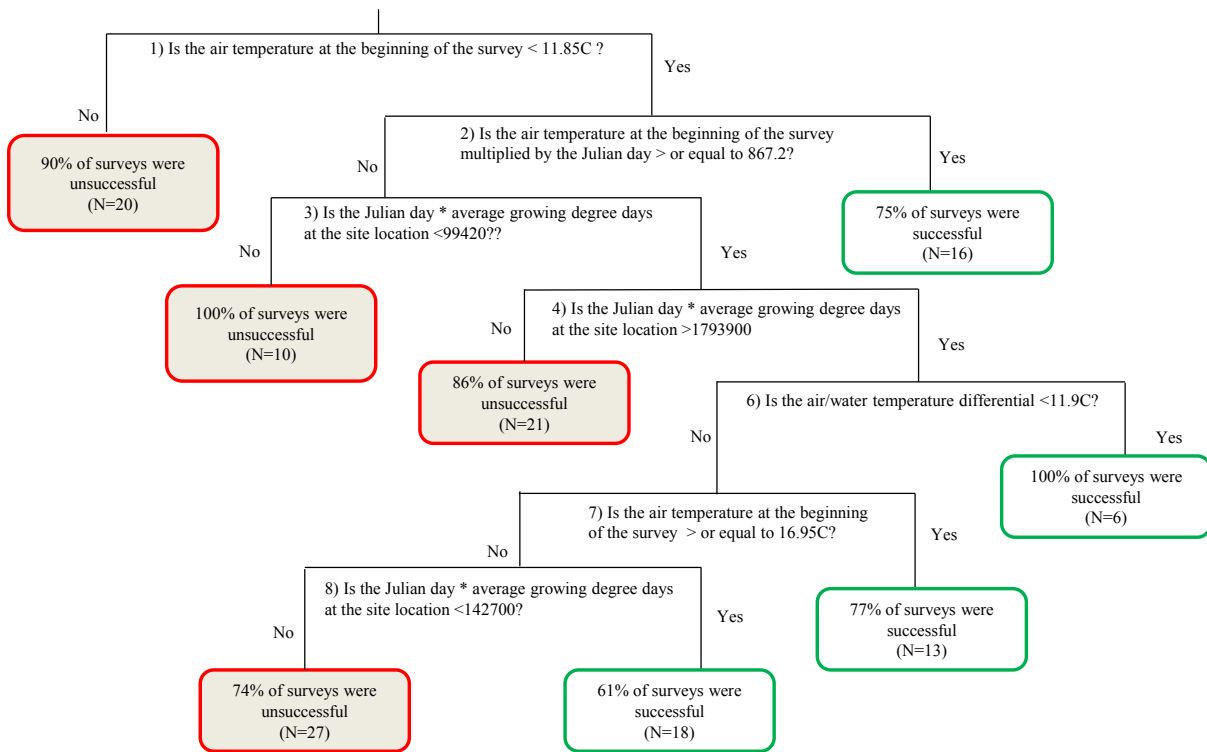 1) Is the air temperature at the beginning of the survey < 11.85C ?
Yes
No
90% of surveys were
unsuccessful
(N=20)
2) Is the air temperature at the beginning of the survey
multiplied by the Julian day > or equal to 867.2?
No
Yes
75% of surveys were
successful
(N=16)
3) Is the Julian day * average growing degree days
at the site location <99420??
No
Yes
100% of surveys were
unsuccessful
(N=10)
4) Is the Julian day * average growing degree days
at the site location >1793900
No
Yes
86% of surveys were
unsuccessful
(N=21)
6) Is the air/water temperature differential <11.9C?
No
Yes
100% of surveys were
successful
(N=6)
7) Is the air temperature at the beginning
of the survey  > or equal to 16.95C?
No
Yes
77% of surveys were
successful
(N=13)
8) Is the Julian day * average growing degree days
at the site location <142700?
No
Yes
74% of surveys were
unsuccessful
(N=27)
61% of surveys were
successful
(N=18)